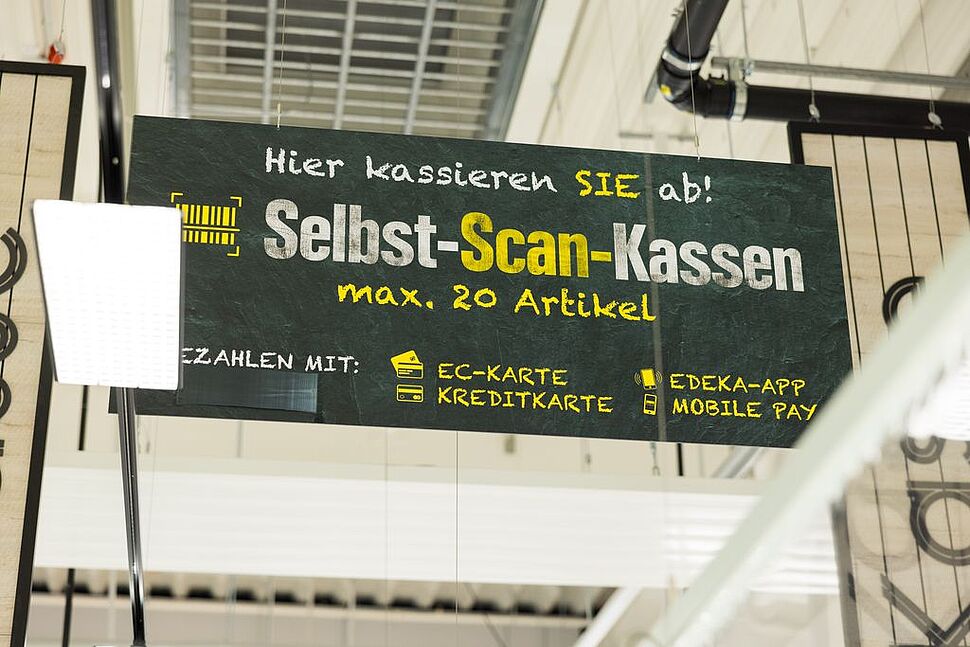 Hier kassieren SIE ab!
Selbst-Scan-Kassen
max. 20 Artikel
EZAHLEN MIT:
EC-KARTE
KREDITKARTE
EDEKA-APP
MOBILE PAY